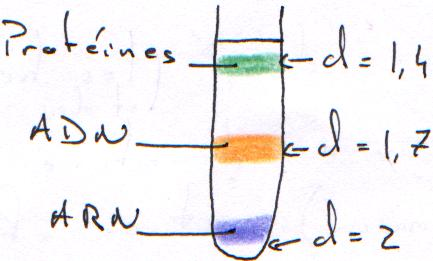 Protéines d = 1,4
ADN d = 1,7
ARN d = 2